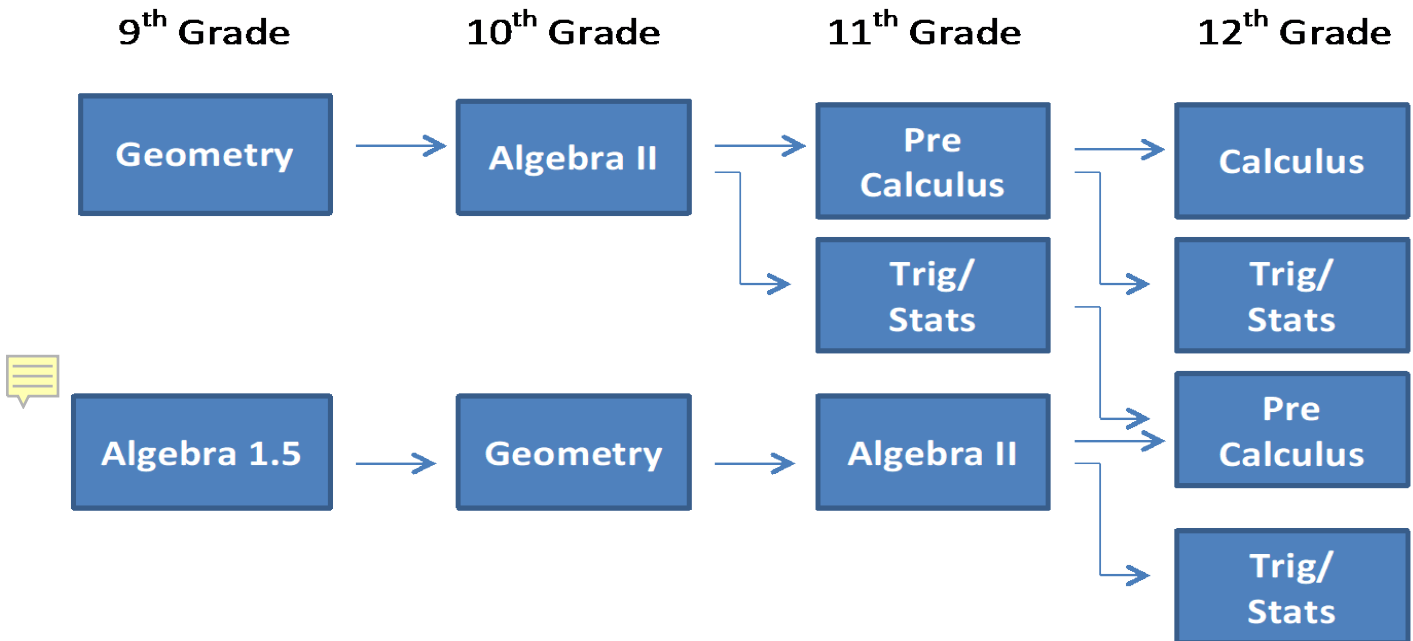 9th Grade
10th Grade
11th Grade
12th Grade
Geometry
Algebra II
Pre
Calculus
Calculus
Trig/
Stats
Trig/
Stats
Algebra 1.5
Geometry
Algebra II
Pre
Calculus
Trig/
Stats